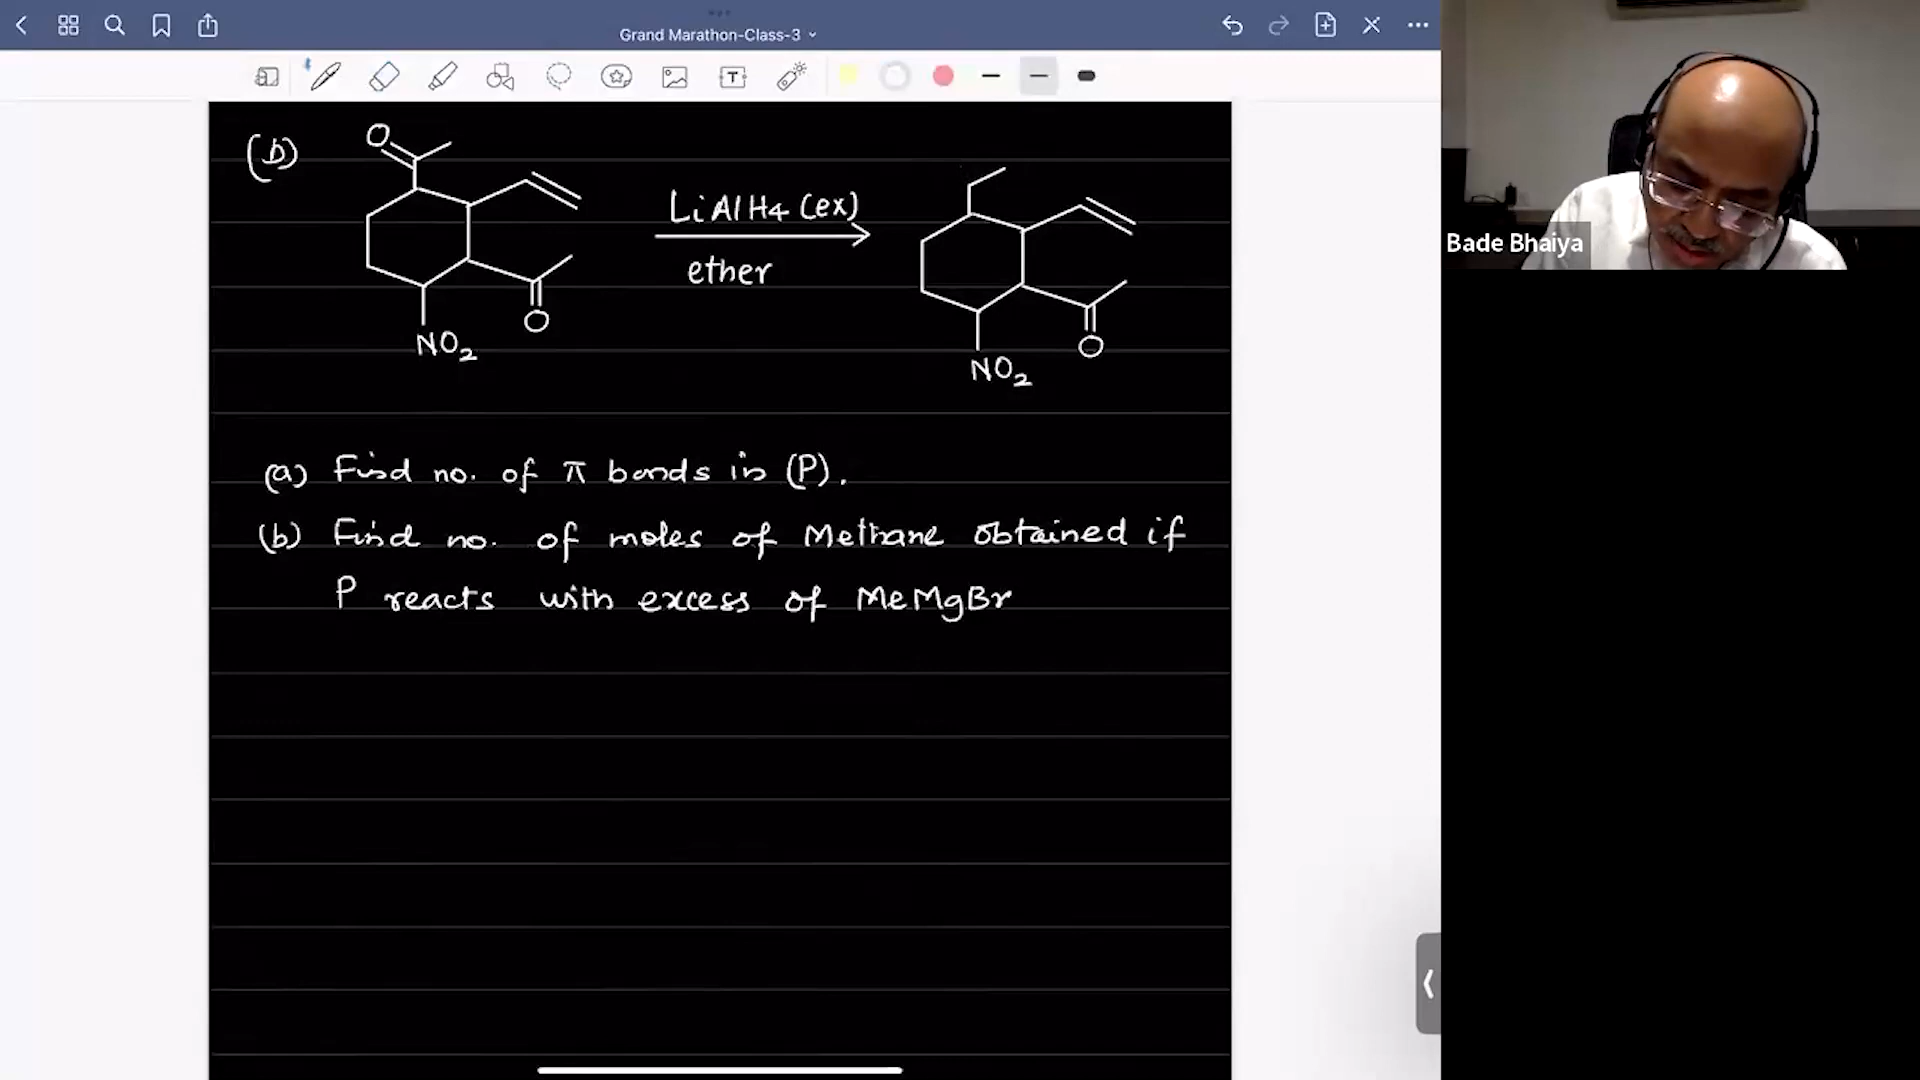 Grand Marathon-Class-3
T
(D)
O
LiAlH4 (ex)
ether
O
NO2
O
NO2
Bade Bhaiya
(a) Find no. of π bonds in (P).
(b) Find no. of moles of Methane obtained if
P reacts with excess of MeMgBr